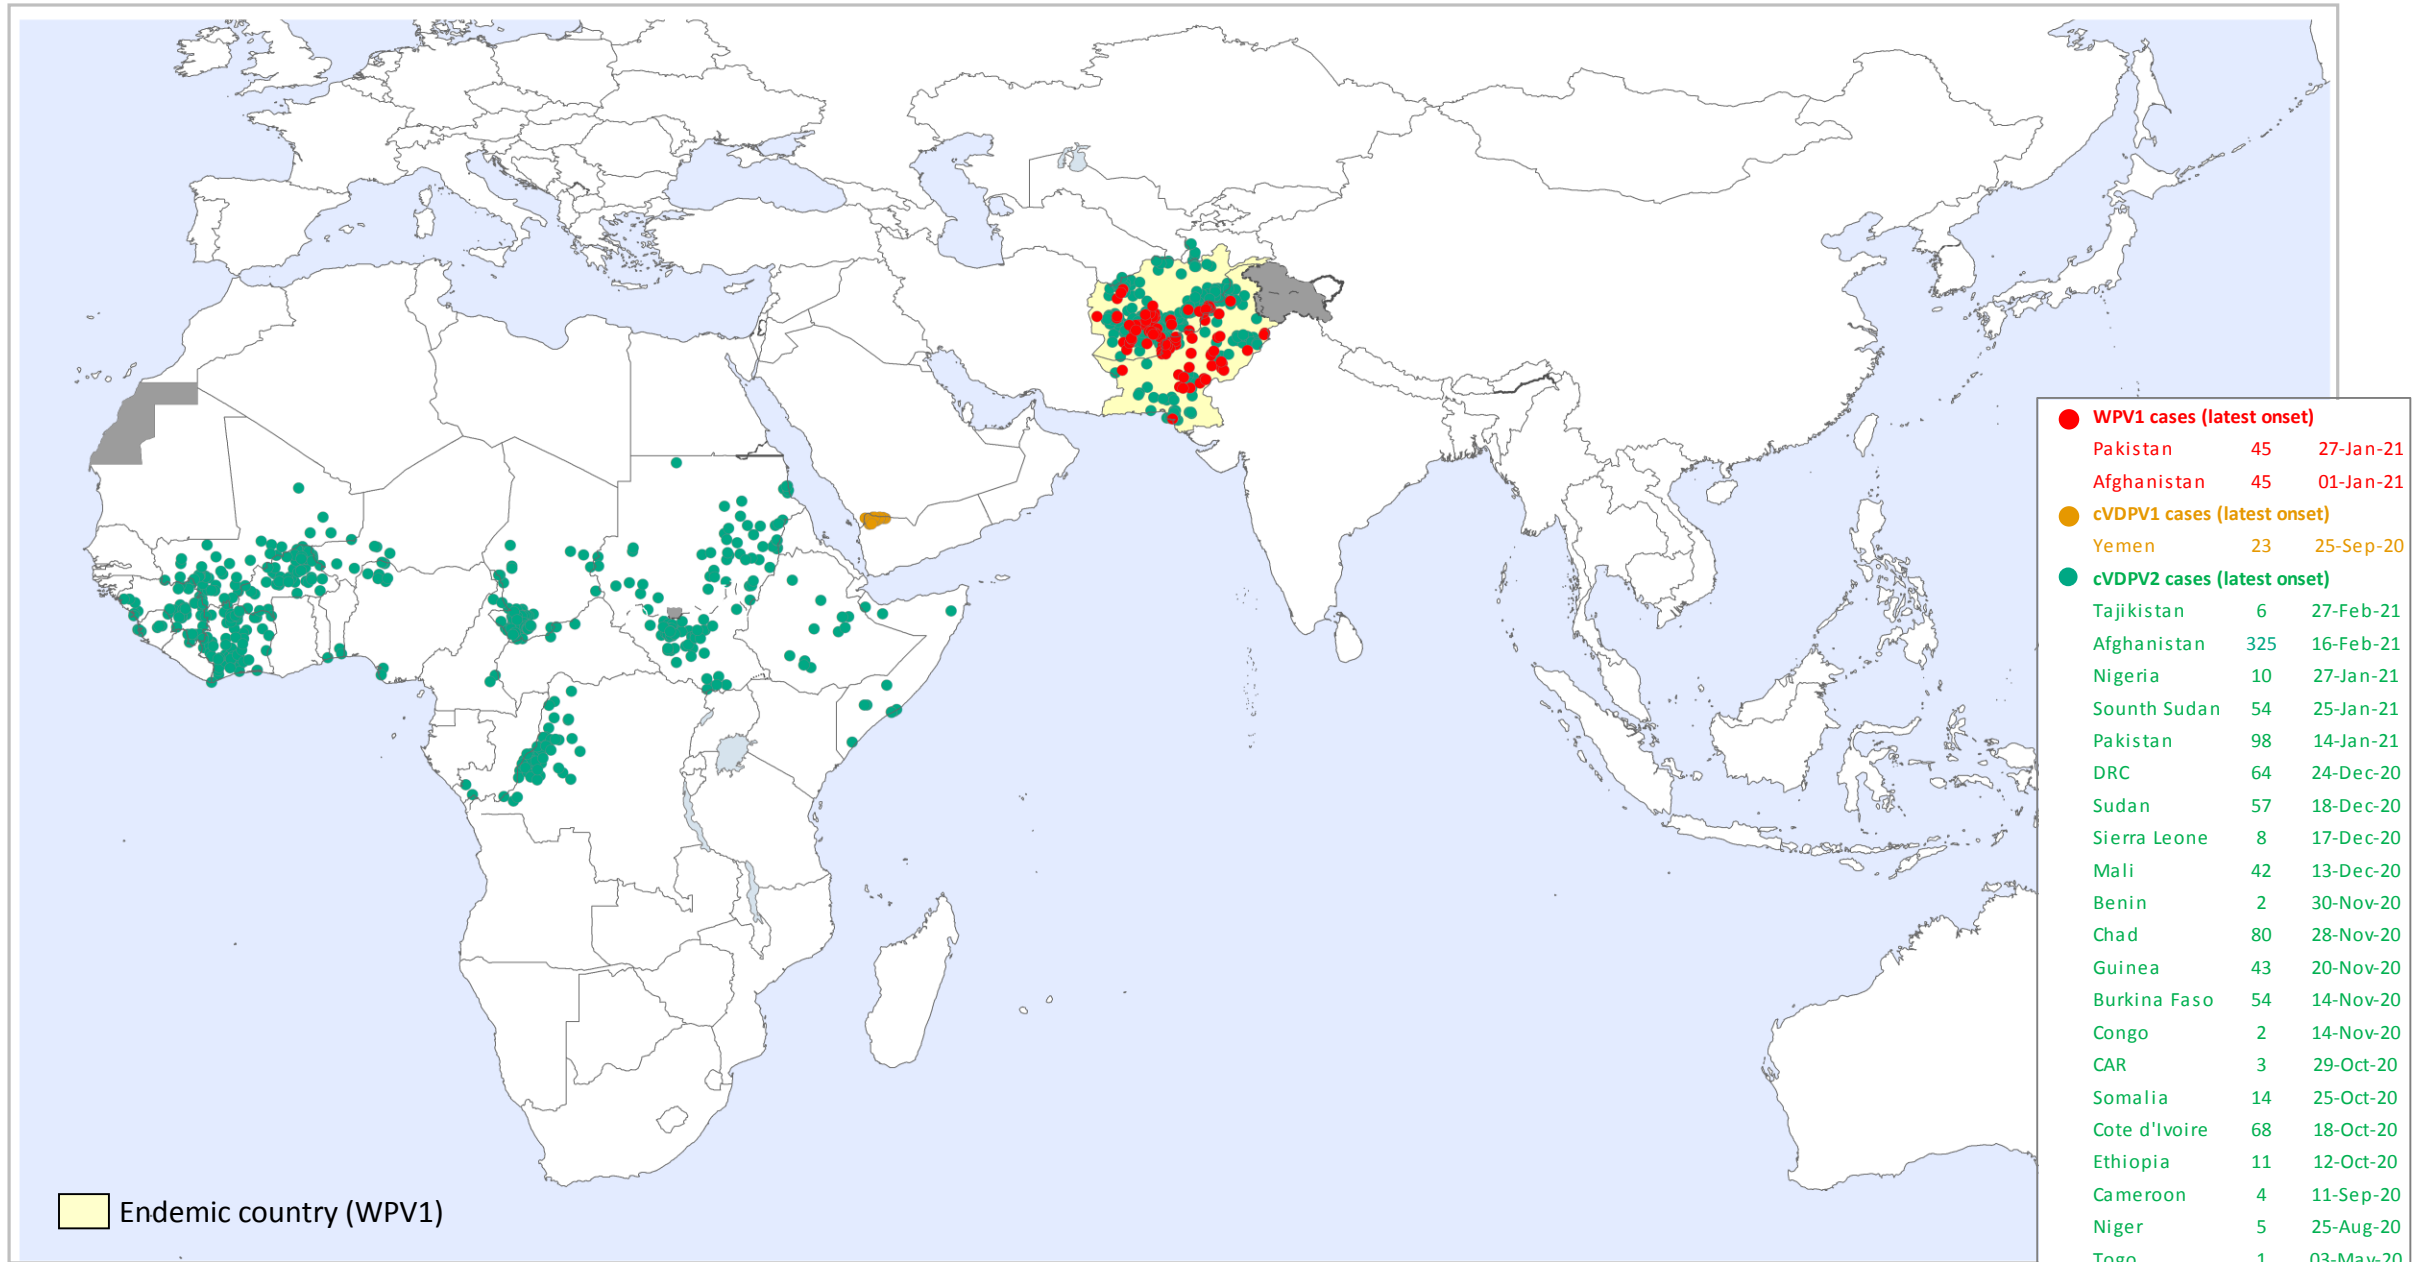 WPV1 cases (latest onset)
Pakistan 45 27-Jan-21
Afghanistan 45 01-Jan-21
cVDPV1 cases (latest onset)
Yemen 23 25-Sep-20
cVDPV2 cases (latest onset)
Tajikistan 6 27-Feb-21
Afghanistan 325 16-Feb-21
Nigeria 10 27-Jan-21
Sounth Sudan 54 25-Jan-21
Pakistan 98 14-Jan-21
DRC 64 24-Dec-20
Sudan 57 18-Dec-20
Sierra Leone 8 17-Dec-20
Mali 42 13-Dec-20
Benin 2 30-Nov-20
Chad 80 28-Nov-20
Guinea 43 20-Nov-20
Burkina Faso 54 14-Nov-20
Congo 2 14-Nov-20
CAR 3 29-Oct-20
Somalia 14 25-Oct-20
Cote d'Ivoire 68 18-Oct-20
Ethiopia 11 12-Oct-20
Cameroon 4 11-Sep-20
Niger 5 25-Aug-20
Togo 1 03-May-20
Endemic country (WPV1)